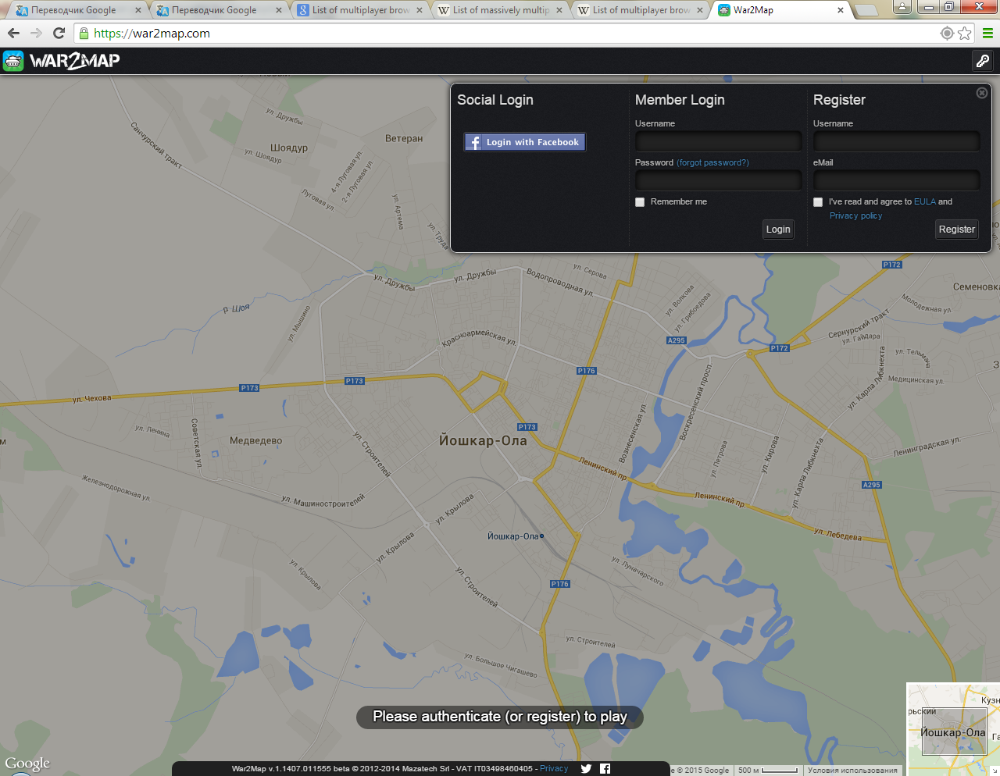 Переводчик Google
Переводчик Google
List of multiplayer brow
List of massively multip
List of multiplayer brow
War2Map
https://war2map.com
WAR2MAP
Social Login
Login with Facebook
Member Login
Username
Password (forgot password?)
Remember me
Login
Register
Username
eMail
I've read and agree to EULA and
Privacy policy
Register
ул. Дружбы
Санчурский тракт
Шоядур
ул. Шоядур
Ветеран
4-я Луговая ул.
2-я Луговая ул.
Луговая ул.
ул. Артема
ул. Труда
ул. Дружбы
ул. Дружбы
Водопроводная ул.
ул. Серова
P172
Семеновка
р Шоя
ул. Мышино
ул. Волкова
ул. Грибоедова
Молодежная ул.
Сернурский тракт
ул. Гайдара
Красноармейская ул.
A295
P172
ул. Тельмана
P176
P173
P173
Медицинская ул.
ул. Карла Либкнехта
ул. Чехова
Воскресенский просп.
Вознесенская ул.
ул. Ленина
Советская ул.
Медведево
P173
Йошкар-Ола
ул. Строителей
ул. Петрова
ул. Кирова
ул. Карла Либкнехта
Ленинградская ул.
Ленинский пр
Железнодорожная ул.
ул. Машиностроителей
ул. Крылова
Ленинский пр
A295
Йошкар-Ола
ул. Лебедева
ул. Крылова
ул. Крылова
ул. Луначарского
ул. Строителей
P176
ул. Строителей
ул. Большое Чигашево
Please authenticate (or register) to play
Кузн
рьский
Йошкар-Ола
Га
Google
War2Map v.1.1407.011555 beta © 2012-2014 Mazatech Srl - VAT IT03498460405 - Privacy
e © 2015 Google
500 м
Условия использования